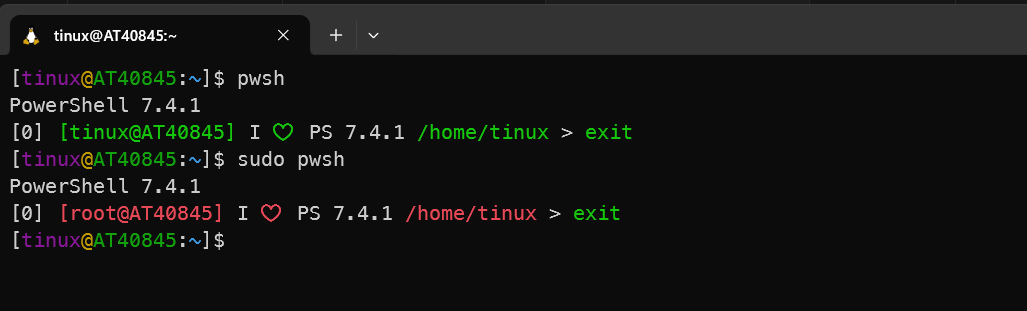 tinux@AT40845:~
[tinux@AT40845:~]$ pwsh
PowerShell 7.4.1
[0] [tinux@AT40845] I ♡ PS 7.4.1 /home/tinux > exit
[tinux@AT40845:~]$ sudo pwsh
PowerShell 7.4.1
[0] [root@AT40845] I ♡ PS 7.4.1 /home/tinux > exit
[tinux@AT40845:~]$